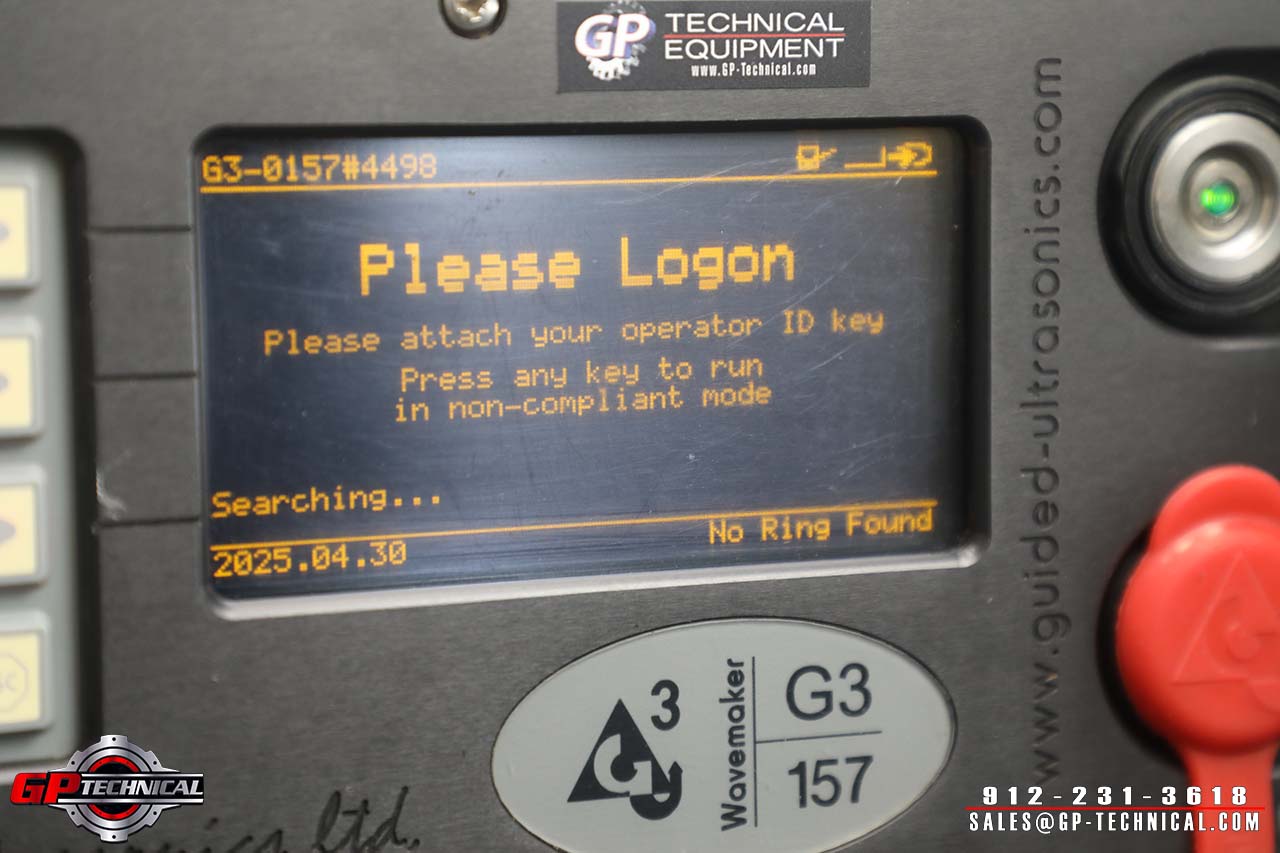 GP TECHNICAL
EQUIPMENT
www.GP-Technical.com
G3-0157#4498
Please Logon
Please attach your operator ID key
Press any key to run
in non-compliant mode
Searching...
No Ring Found
2025.04.30
www.guided-ultrasonics.com
3
Wavemaker
G3
157
GP TECHNICAL
Ltd.
912-231-3618
SALES@GP-TECHNICAL.COM